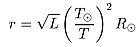 r = √L (T⊙/T)² R⊙